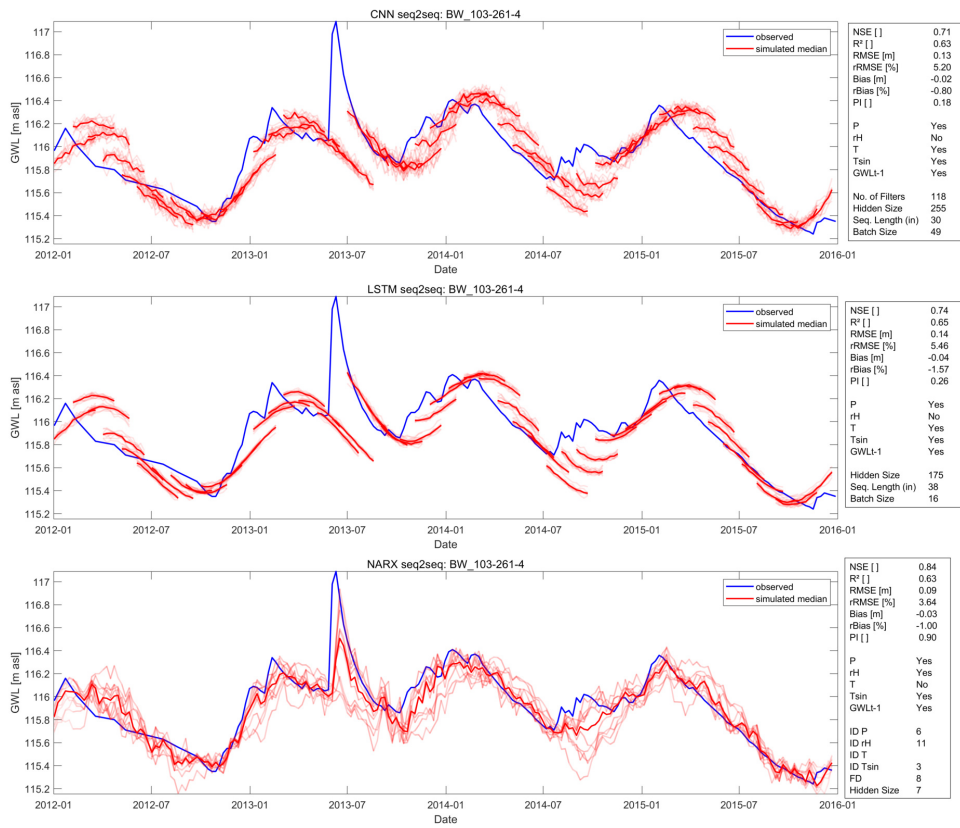 CNN seq2seq: BW_103-261-4
117
116.8
116.6
116.4
116.2
116
115.8
115.6
115.4
115.2
GWL [m asl]
2012-01 2012-07 2013-01 2013-07 2014-01 2014-07 2015-01 2015-07 2016-01
Date
observed
simulated median
NSE [ ] 0.71
R² [ ] 0.63
RMSE [m] 0.13
rRMSE [%] 5.20
Bias [m] -0.02
rBias [%] -0.80
PI [ ] 0.18
P Yes
rH No
T Yes
Tsin Yes
GWLt-1 Yes
No. of Filters 118
Hidden Size 255
Seq. Length (in) 30
Batch Size 49
LSTM seq2seq: BW_103-261-4
117
116.8
116.6
116.4
116.2
116
115.8
115.6
115.4
115.2
GWL [m asl]
2012-01 2012-07 2013-01 2013-07 2014-01 2014-07 2015-01 2015-07 2016-01
Date
observed
simulated median
NSE [ ] 0.74
R² [ ] 0.65
RMSE [m] 0.14
rRMSE [%] 5.46
Bias [m] -0.04
rBias [%] -1.57
PI [ ] 0.26
P Yes
rH No
T Yes
Tsin Yes
GWLt-1 Yes
Hidden Size 175
Seq. Length (in) 38
Batch Size 16
NARX seq2seq: BW_103-261-4
117
116.8
116.6
116.4
116.2
116
115.8
115.6
115.4
115.2
GWL [m asl]
2012-01 2012-07 2013-01 2013-07 2014-01 2014-07 2015-01 2015-07 2016-01
Date
observed
simulated median
NSE [ ] 0.84
R² [ ] 0.63
RMSE [m] 0.09
rRMSE [%] 3.64
Bias [m] -0.03
rBias [%] -1.00
PI [ ] 0.90
P Yes
rH Yes
T No
Tsin Yes
GWLt-1 Yes
ID P 6
ID rH 11
ID T
ID Tsin 3
FD 8
Hidden Size 7